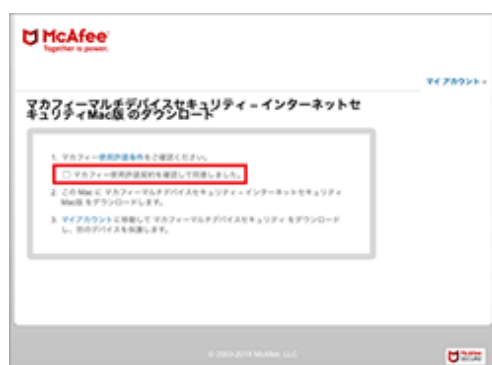 McAfee
Together is power.
マイ アカウント
マカフィーマルチデバイスセキュリティ – インターネットセ
キュリティMac版 のダウンロード
1. マカフィー使用許諾条件をご確認ください。
マカフィー使用許諾契約を確認して同意しました。
2. この Mac に マカフィーマルチデバイスセキュリティ – インターネットセキュリティ
Mac版 をダウンロードします。
3. マイアカウントに移動して マカフィーマルチデバイスセキュリティ をダウンロード
し、別のデバイスを保護します。
© 2003-2018 McAfee, LLC
McAfee
SECURE